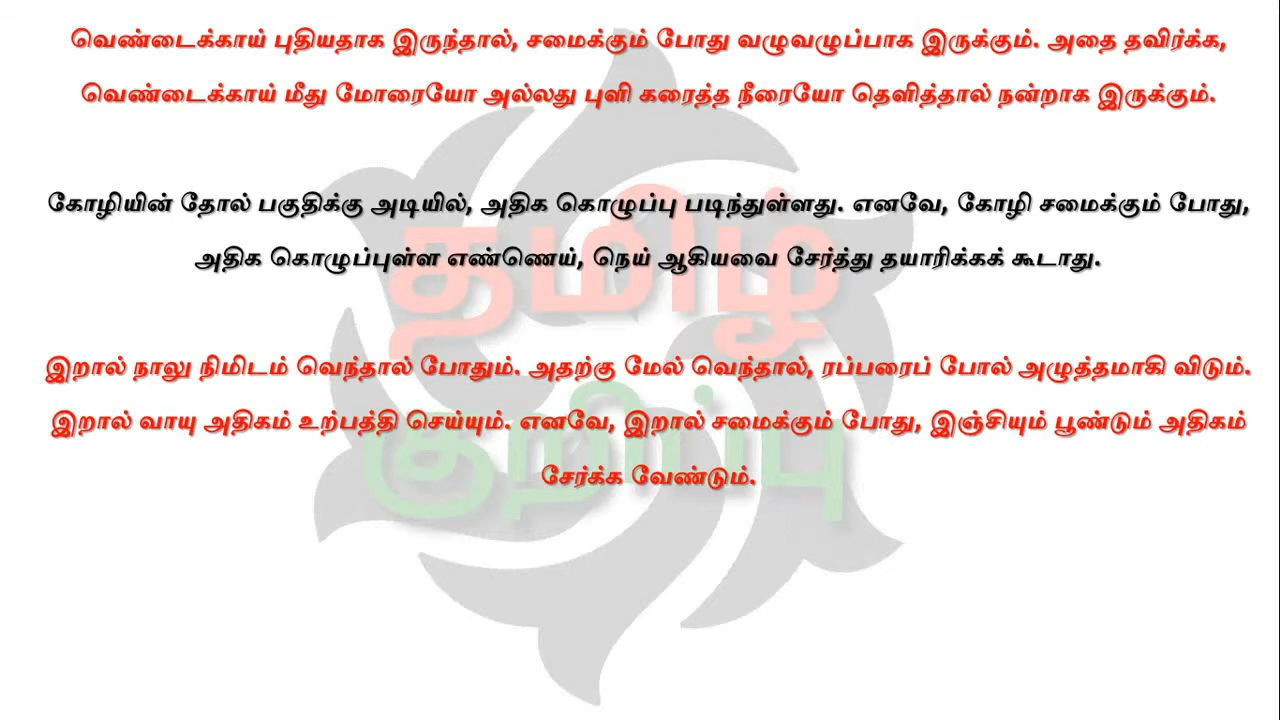 வெண்டைக்காய் புதியதாக இருந்தால், சமைக்கும் போது வழுவழுப்பாக இருக்கும். அதை தவிர்க்க,
வெண்டைக்காய் மீது மோரையோ அல்லது புளி கரைத்த நீரையோ தெளித்தால் நன்றாக இருக்கும்.
கோழியின் தோல் பகுதிக்கு அடியில், அதிக கொழுப்பு படிந்துள்ளது. எனவே, கோழி சமைக்கும் போது,
அதிக கொழுப்புள்ள எண்ணெய், நெய் ஆகியவை சேர்த்து தயாரிக்கக் கூடாது.
தமிழ்
இறால் நாலு நிமிடம் வெந்தால் போதும். அதற்கு மேல் வெந்தால், ரப்பரைப் போல் அழுத்தமாகி விடும்.
இறால் வாயு அதிகம் உற்பத்தி செய்யும். எனவே, இறால் சமைக்கும் போது, இஞ்சியும் பூண்டும் அதிகம்
குறிப்பு
சேர்க்க வேண்டும்.